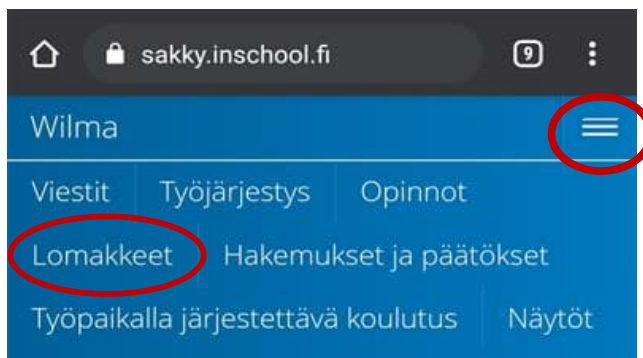 sakky.inschool.fi 9
Wilma
Viestit Työjärjestys Opinnot
Lomakkeet Hakemukset ja päätökset
Työpaikalla järjestettävä koulutus Näytöt